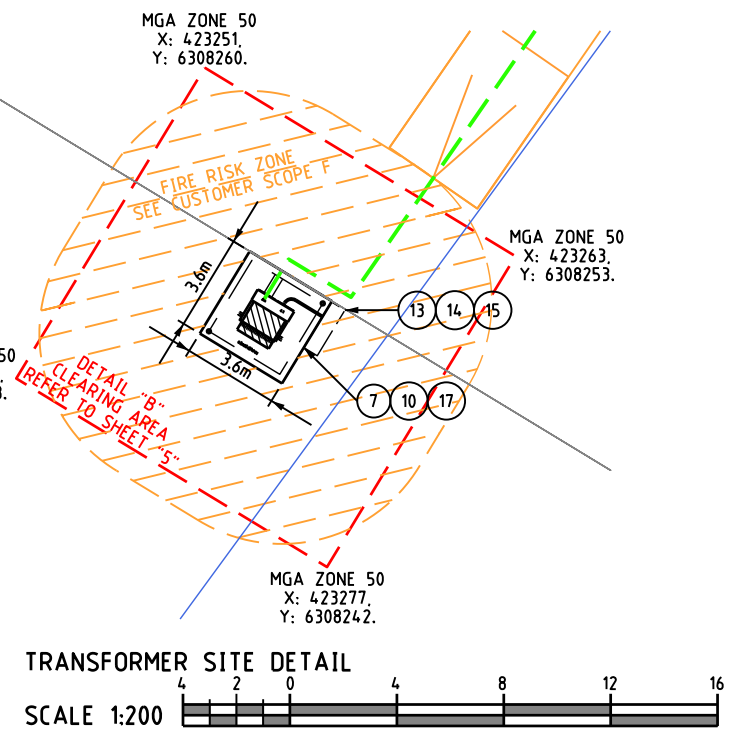 MGA ZONE 50
X: 423251,
Y: 6308260.
FIRE RISK ZONE
SEE CUSTOMER SCOPE F
MGA ZONE 50
X: 423263,
Y: 6308253.
3.6m
13 14 15
3.6m
50
DETAIL "B"
CLEARING AREA
REFER TO SHEET "5"
7 10 17
MGA ZONE 50
X: 423277,
Y: 6308242.
TRANSFORMER SITE DETAIL
4 2 0 4 8 12 16
SCALE 1:200